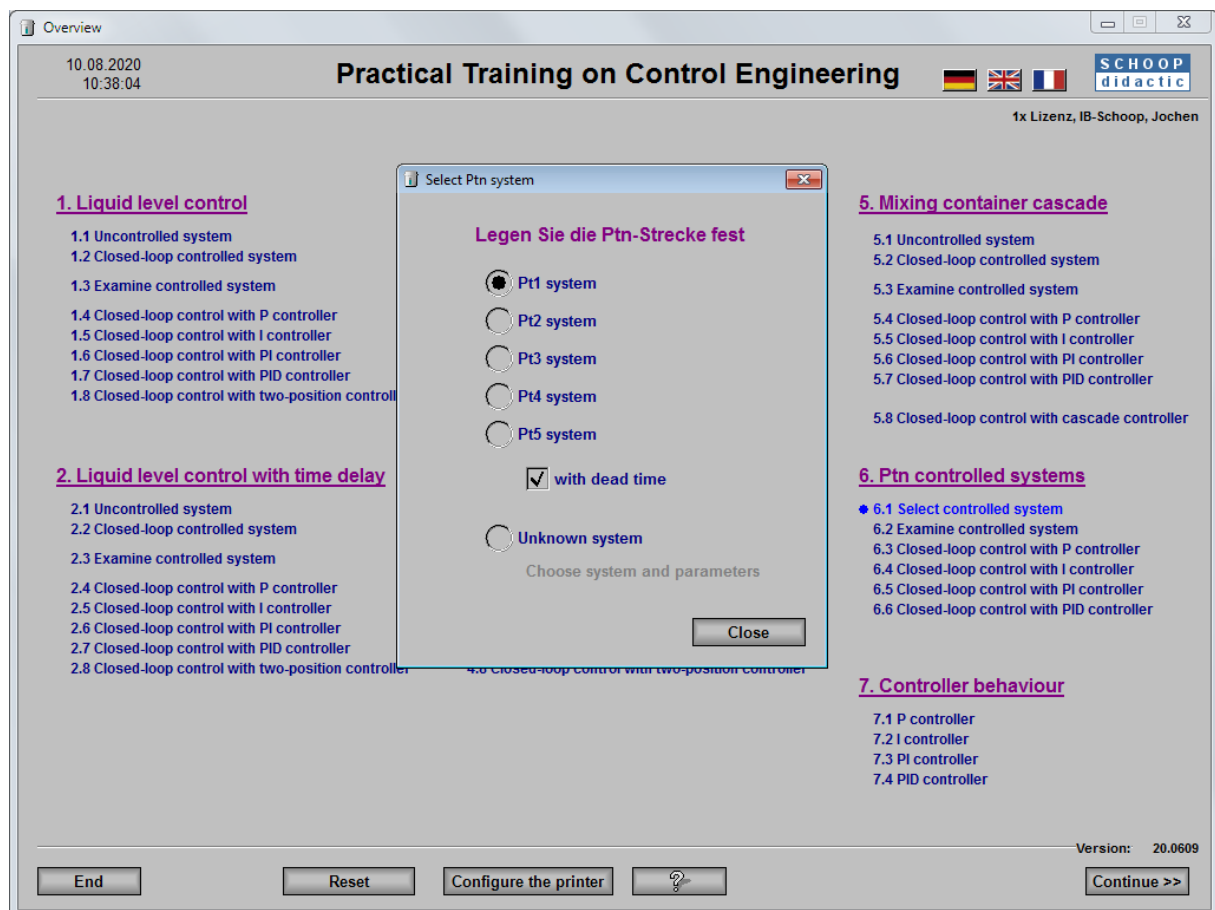 Overview
10.08.2020
10:38:04
Practical Training on Control Engineering
SCHOOP
didactic
1x Lizenz, IB-Schoop, Jochen
1. Liquid level control
1.1 Uncontrolled system
1.2 Closed-loop controlled system
1.3 Examine controlled system
1.4 Closed-loop control with P controller
1.5 Closed-loop control with I controller
1.6 Closed-loop control with PI controller
1.7 Closed-loop control with PID controller
1.8 Closed-loop control with two-position controll
2. Liquid level control with time delay
2.1 Uncontrolled system
2.2 Closed-loop controlled system
2.3 Examine controlled system
2.4 Closed-loop control with P controller
2.5 Closed-loop control with I controller
2.6 Closed-loop control with PI controller
2.7 Closed-loop control with PID controller
2.8 Closed-loop control with two-position controller
Select Ptn system
Legen Sie die Ptn-Strecke fest
Pt1 system
Pt2 system
Pt3 system
Pt4 system
Pt5 system
with dead time
Unknown system
Choose system and parameters
Close
4.8 Closed-loop control with two-position controller
5. Mixing container cascade
5.1 Uncontrolled system
5.2 Closed-loop controlled system
5.3 Examine controlled system
5.4 Closed-loop control with P controller
5.5 Closed-loop control with I controller
5.6 Closed-loop control with PI controller
5.7 Closed-loop control with PID controller
5.8 Closed-loop control with cascade controller
6. Ptn controlled systems
6.1 Select controlled system
6.2 Examine controlled system
6.3 Closed-loop control with P controller
6.4 Closed-loop control with I controller
6.5 Closed-loop control with PI controller
6.6 Closed-loop control with PID controller
7. Controller behaviour
7.1 P controller
7.2 I controller
7.3 PI controller
7.4 PID controller
Version: 20.0609
End
Reset
Configure the printer
?
Continue >>